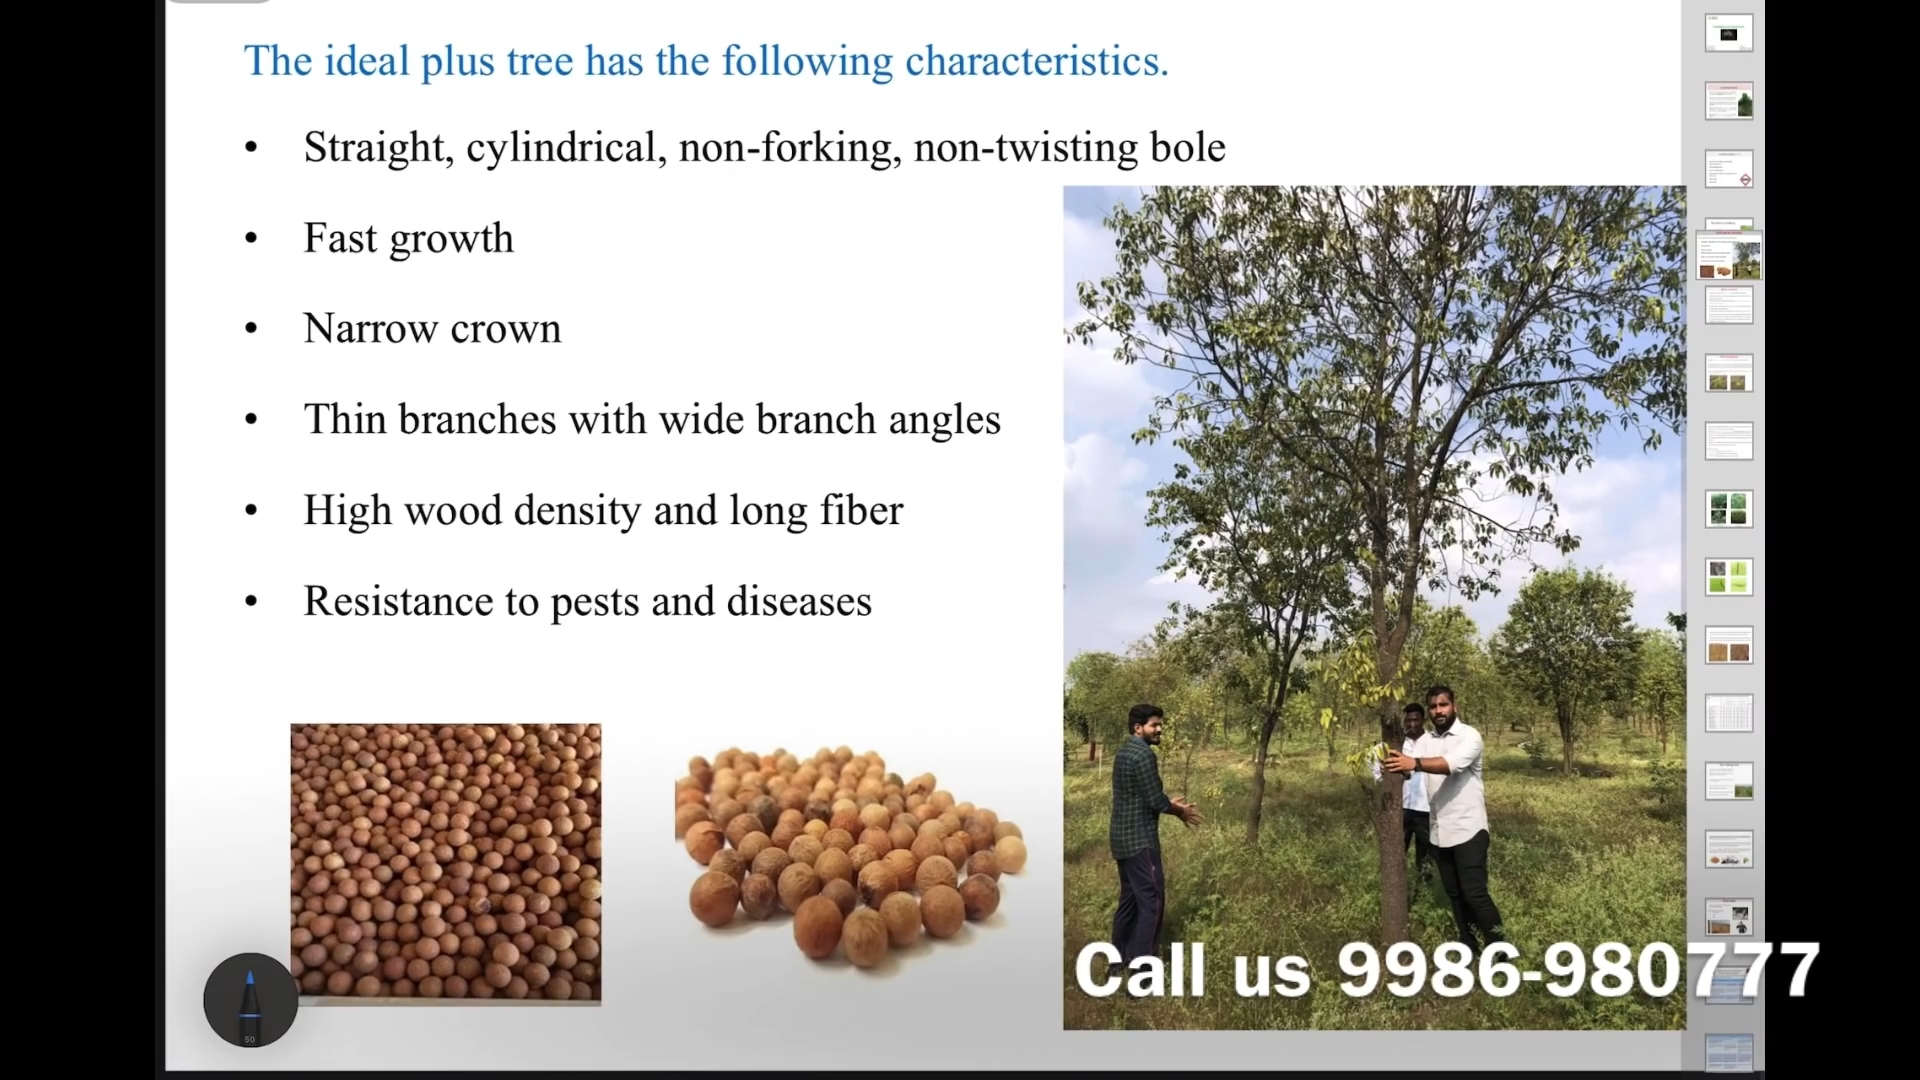 The ideal plus tree has the following characteristics.
• Straight, cylindrical, non-forking, non-twisting bole
• Fast growth
• Narrow crown
• Thin branches with wide branch angles
• High wood density and long fiber
• Resistance to pests and diseases
50
Call us 9986-980777